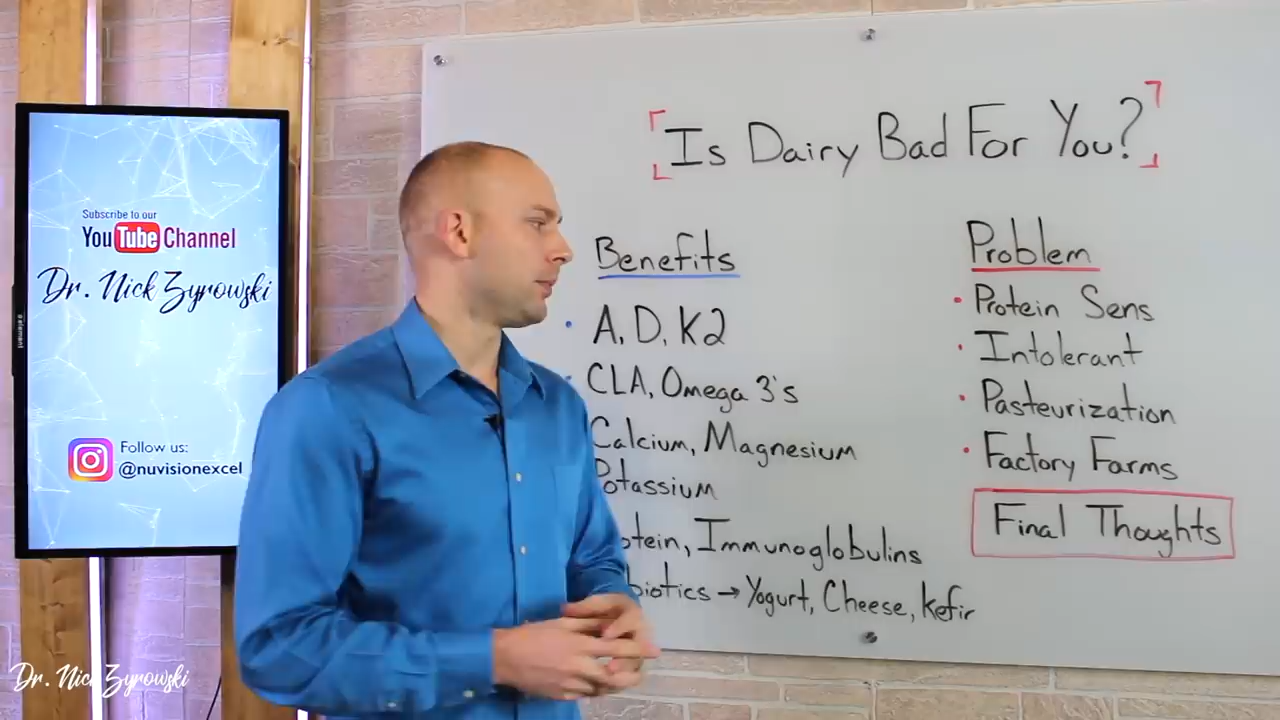 Subscribe to our
YouTube Channel
Dr. Nick Zyrowski
Follow us:
@nuvisionexcel
Is Dairy Bad For You?
Benefits
A, D, K2
CLA, Omega 3's
Calcium, Magnesium
Potassium
otein, Immunoglobulins
biotics → Yogurt, Cheese, kefir
Problem
Protein Sens
Intolerant
Pasteurization
Factory Farms
Final Thoughts
Dr. Nick Zyrowski